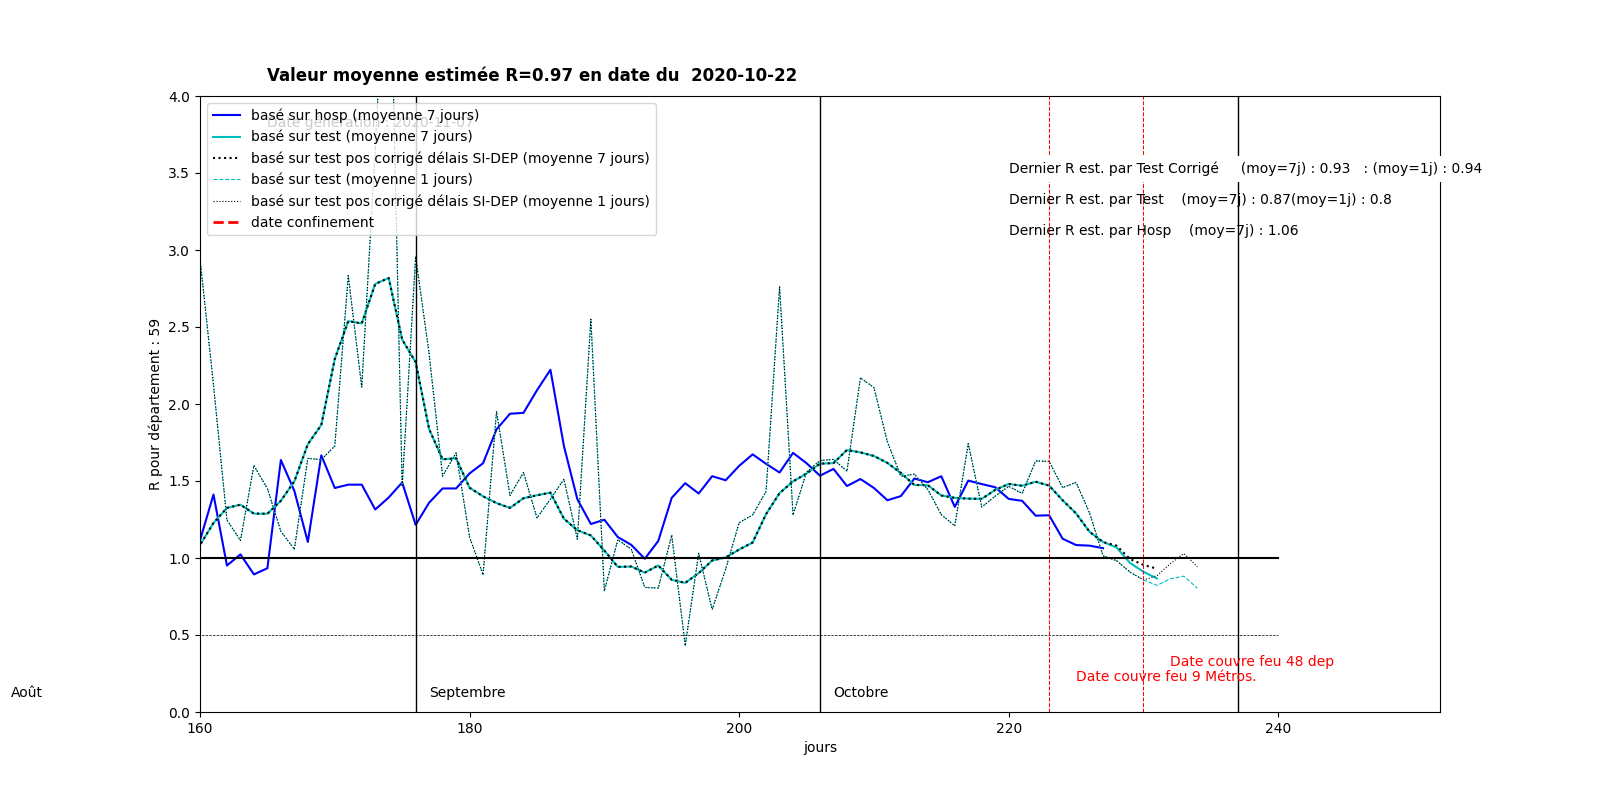 Valeur moyenne estimée R=0.97 en date du  2020-10-22
Date génération : 2020-11-07
basé sur hosp (moyenne 7 jours)
basé sur test (moyenne 7 jours)
basé sur test pos corrigé délais SI-DEP (moyenne 7 jours)
basé sur test (moyenne 1 jours)
basé sur test pos corrigé délais SI-DEP (moyenne 1 jours)
date confinement
Dernier R est. par Test Corrigé     (moy=7j) : 0.93   : (moy=1j) : 0.94
Dernier R est. par Test    (moy=7j) : 0.87(moy=1j) : 0.8
Dernier R est. par Hosp    (moy=7j) : 1.06
R pour département : 59
4.0
3.5
3.0
2.5
2.0
1.5
1.0
0.5
0.0
Date couvre feu 48 dep
Date couvre feu 9 Métros.
Août
Septembre
Octobre
160
180
200
220
240
jours